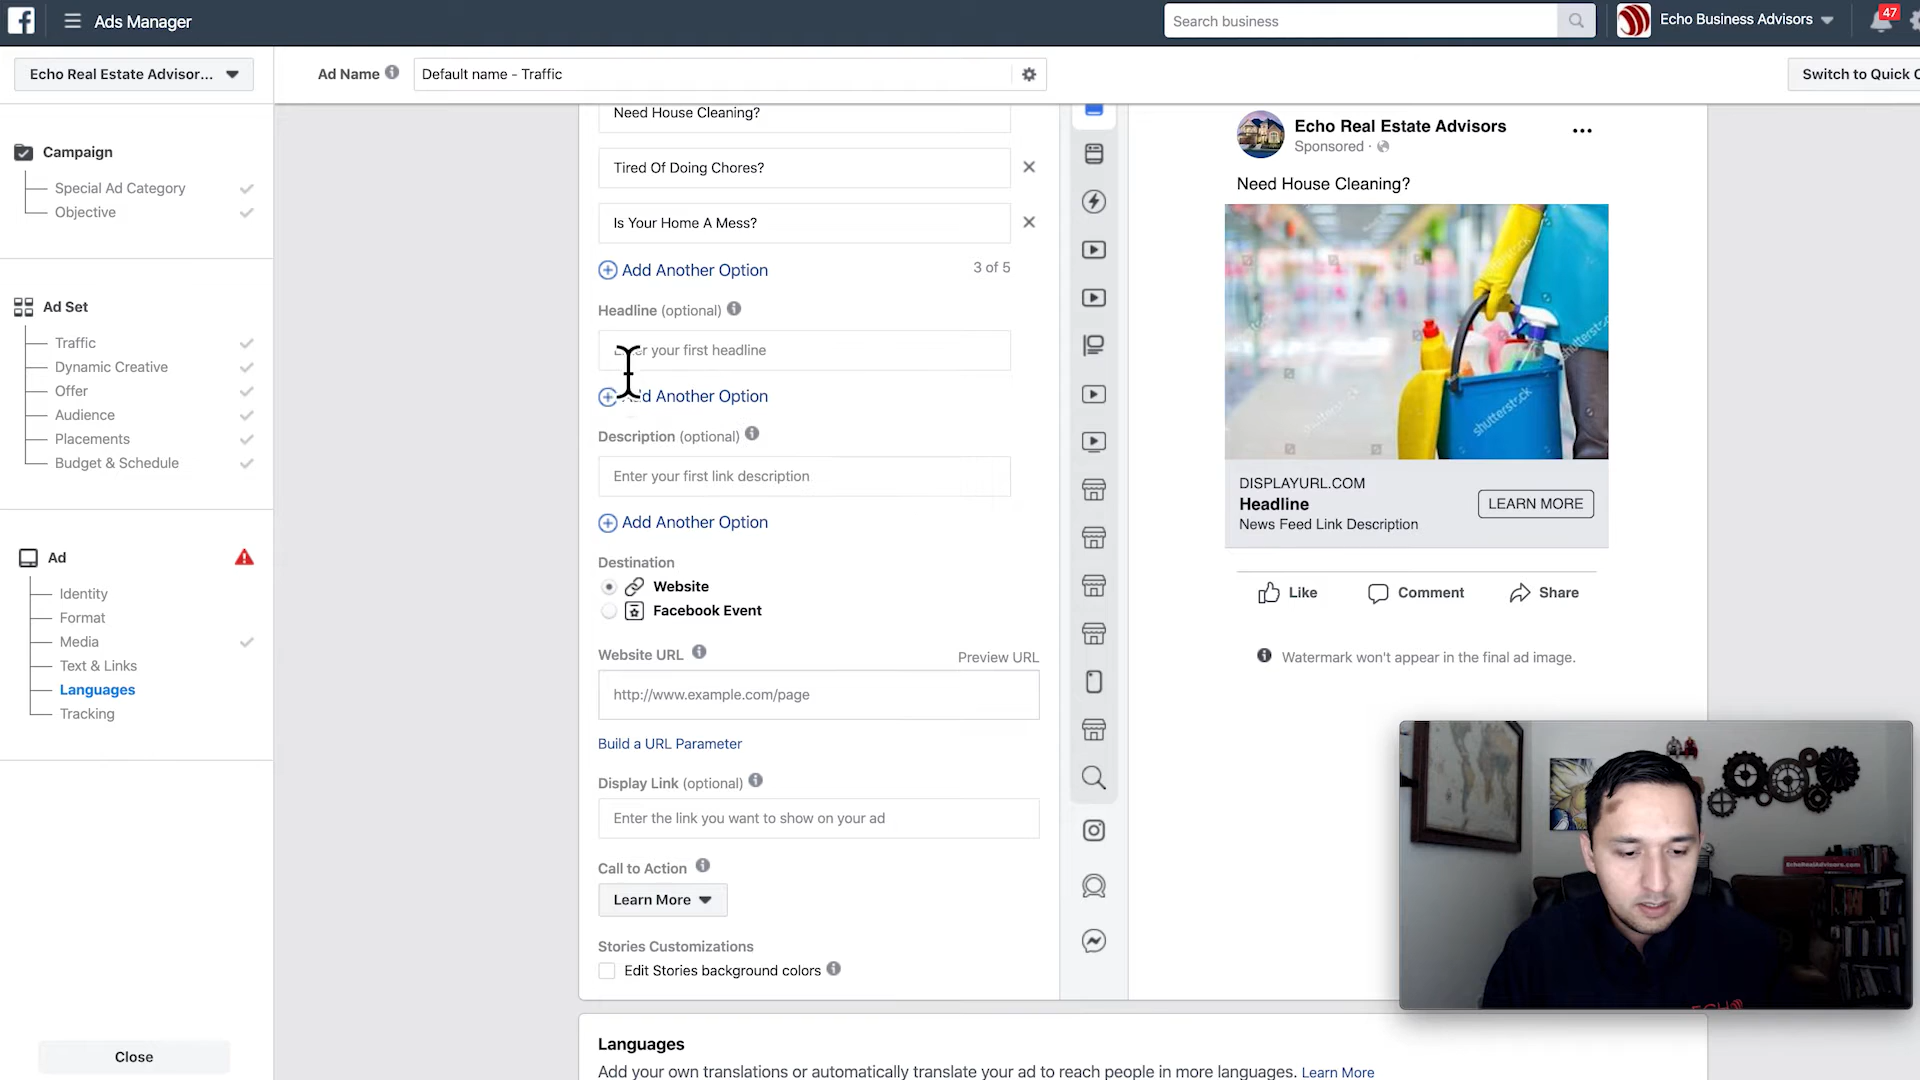 Ads Manager
Search business
Echo Business Advisors
47
Echo Real Estate Advisor...
Ad Name
Default name - Traffic
Switch to Quick C
Campaign
Special Ad Category
Objective
Ad Set
Traffic
Dynamic Creative
Offer
Audience
Placements
Budget & Schedule
Ad
Identity
Format
Media
Text & Links
Languages
Tracking
Close
Need House Cleaning?
Tired Of Doing Chores?
Is Your Home A Mess?
Add Another Option
3 of 5
Headline (optional)
your first headline
Add Another Option
Description (optional)
Enter your first link description
Add Another Option
Destination
Website
Facebook Event
Website URL
Preview URL
http://www.example.com/page
Build a URL Parameter
Display Link (optional)
Enter the link you want to show on your ad
Call to Action
Learn More
Stories Customizations
Edit Stories background colors
Languages
Add your own translations or automatically translate your ad to reach people in more languages. Learn More
Echo Real Estate Advisors
Sponsored ·
Need House Cleaning?
shutterstock
shutterstock
DISPLAYURL.COM
Headline
News Feed Link Description
LEARN MORE
Like
Comment
Share
Watermark won't appear in the final ad image.